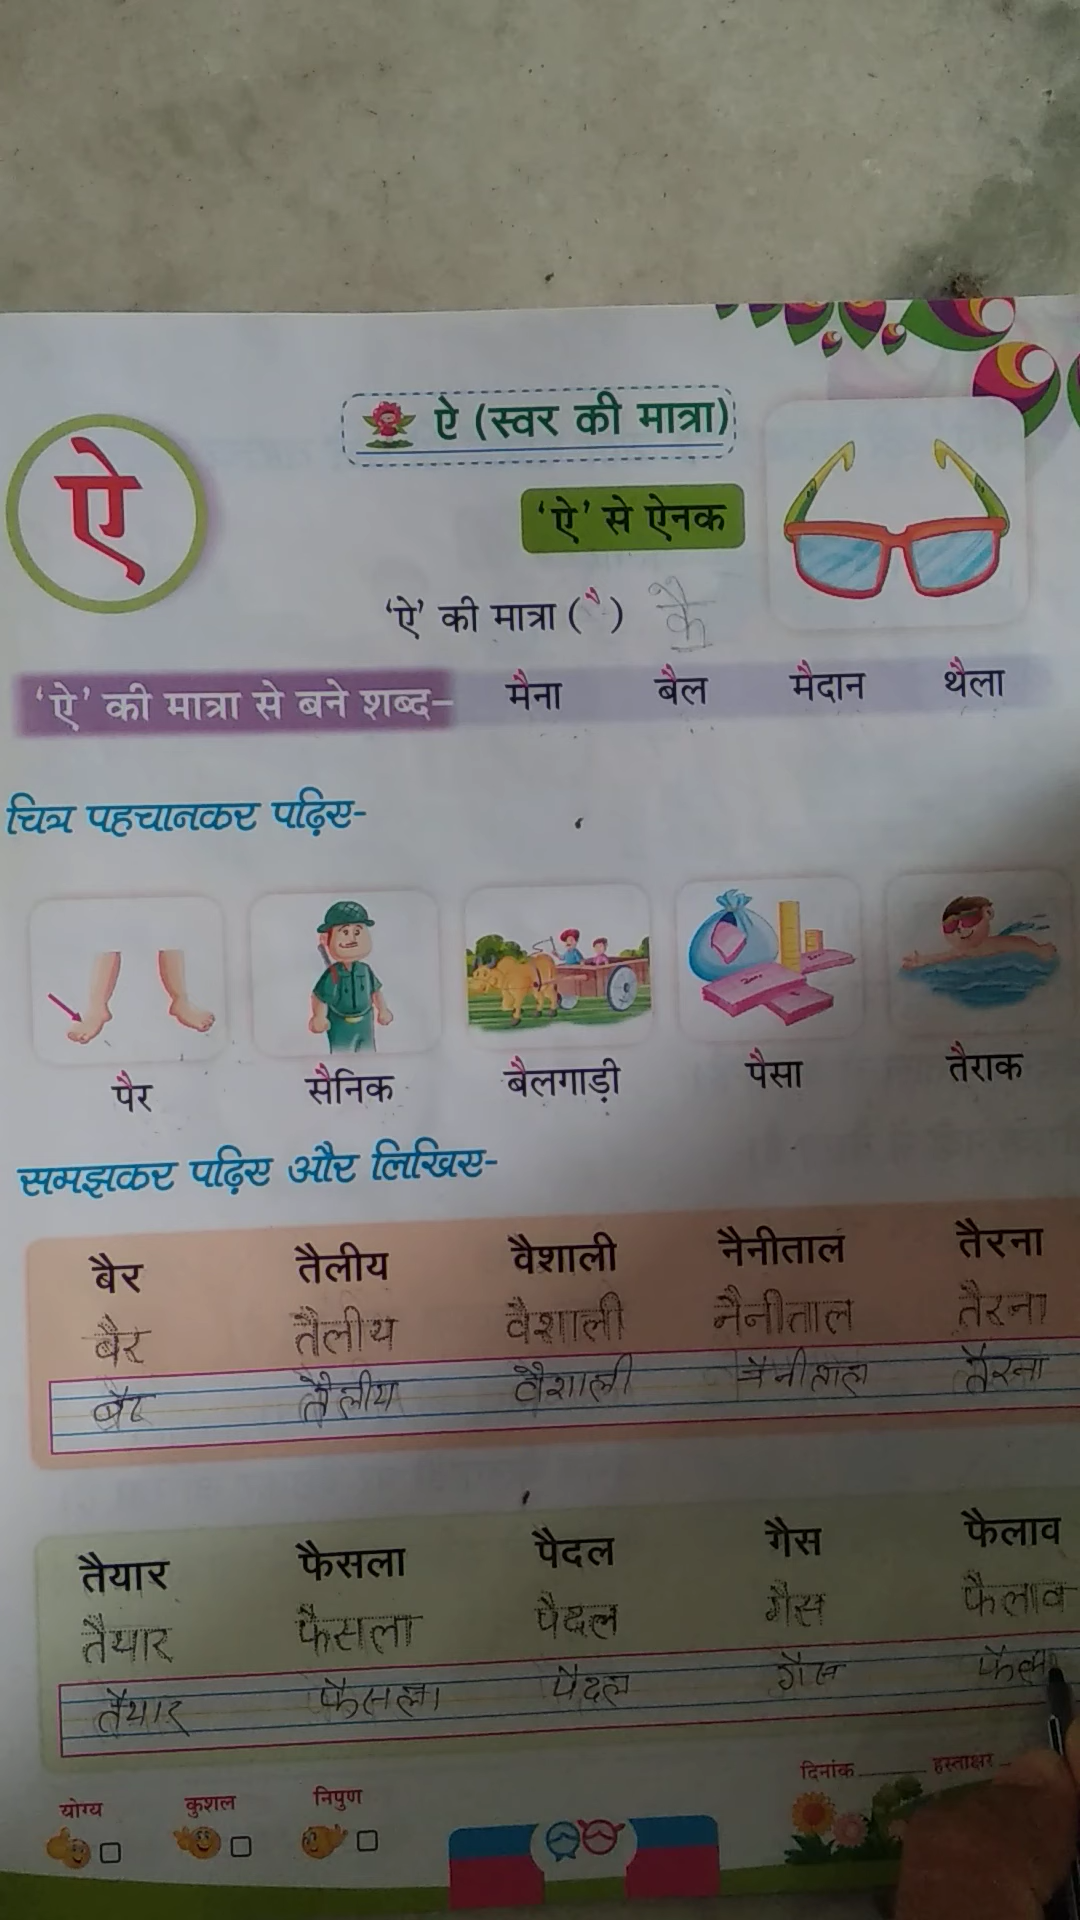 ऐ (स्वर की मात्रा)
ऐ
'ऐ' से ऐनक
'ऐ' की मात्रा ( ै ) कै
'ऐ' की मात्रा से बने शब्द– मैना बैल मैदान थैला
चित्र पहचानकर पढ़िए-
पैर सैनिक बैलगाड़ी पैसा तैराक
समझकर पढ़िए और लिखिए-
बैर तैलीय वैशाली नैनीताल तैरना
बैर तैलीय वैशाली नैनीताल तैरना
बैर तैलीय वैशाली नैनीताल तैरना
तैयार फैसला पैदल गैस फैलाव
तैयार फैसला पैदल गैस फैलाव
तैयार फैसला पैदल गैस
दिनांक हस्ताक्षर
योग्य कुशल निपुण